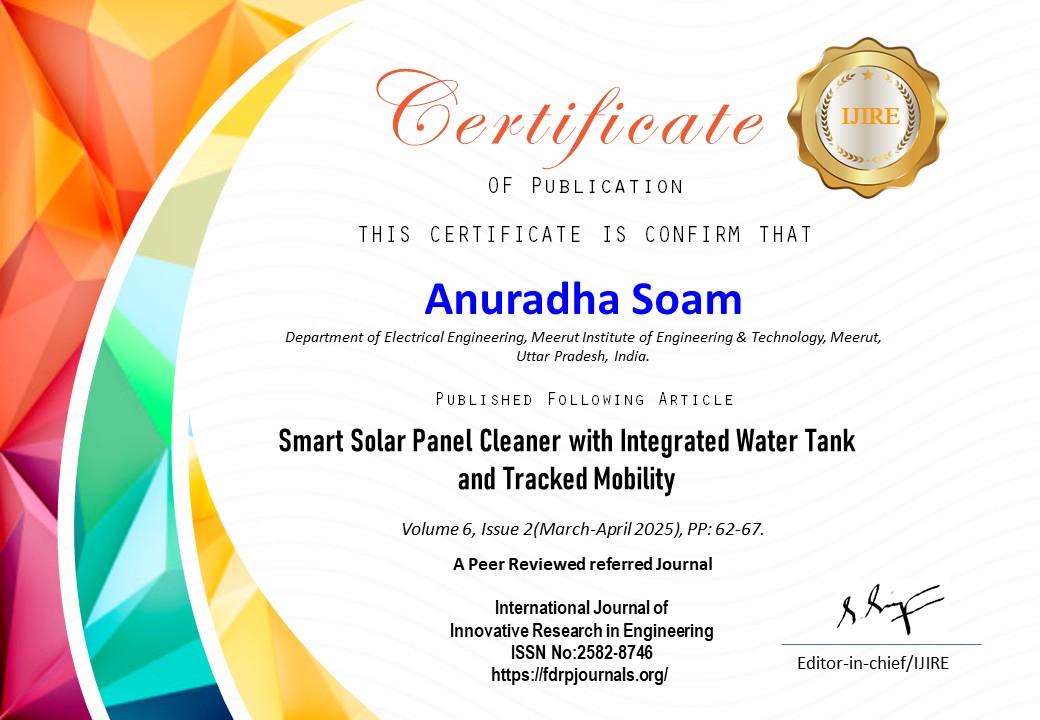 Certificate
IJIRE
OF PUBLICATION
THIS CERTIFICATE IS CONFIRM THAT
Anuradha Soam
Department of Electrical Engineering, Meerut Institute of Engineering & Technology, Meerut,
Uttar Pradesh, India.
PUBLISHED FOLLOWING ARTICLE
Smart Solar Panel Cleaner with Integrated Water Tank
and Tracked Mobility
Volume 6, Issue 2(March-April 2025), PP: 62-67.
A Peer Reviewed referred Journal
International Journal of
Innovative Research in Engineering
ISSN No:2582-8746
https://fdrpjournals.org/
Editor-in-chief/IJIRE